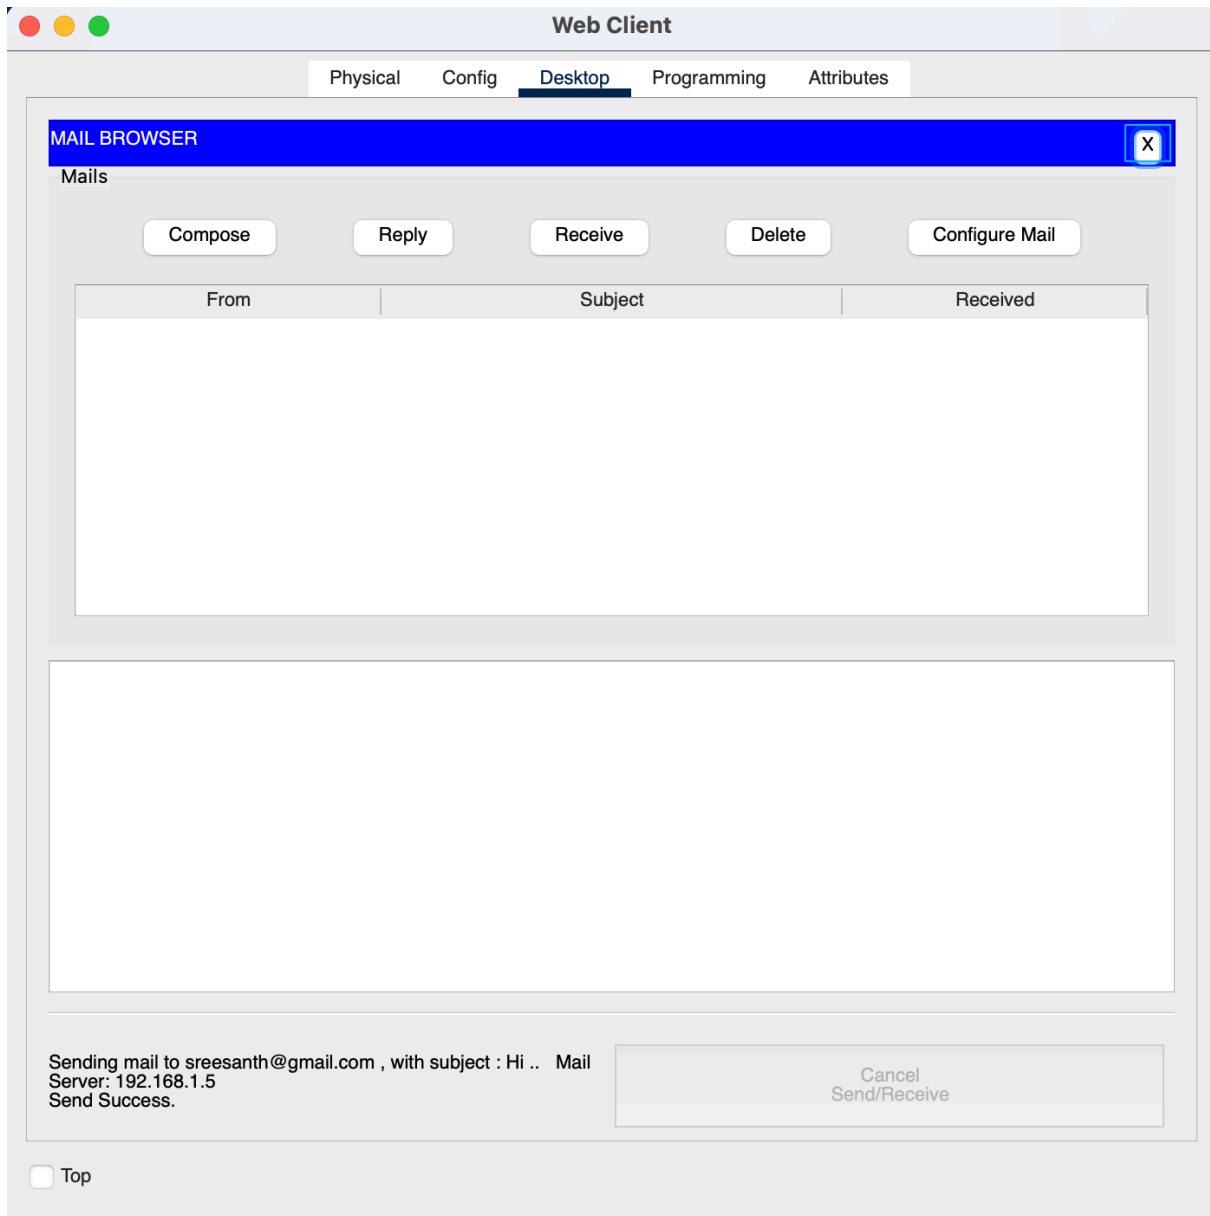 Web Client
Physical Config Desktop Programming Attributes
MAIL BROWSER X
Mails
Compose Reply Receive Delete Configure Mail
From Subject Received
Sending mail to sreesanth@gmail.com , with subject : Hi .. Mail
Server: 192.168.1.5
Send Success.
Cancel
Send/Receive
Top